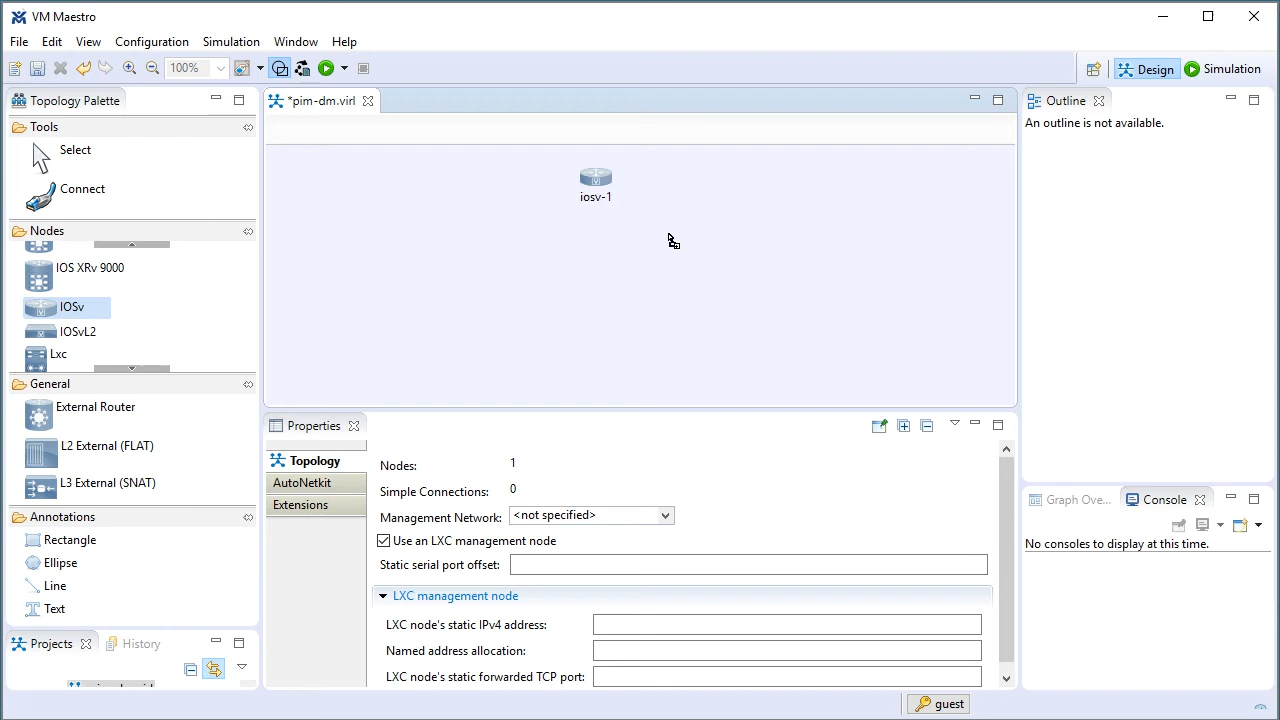 VM Maestro
File Edit View Configuration Simulation Window Help
100%
Design Simulation
Topology Palette
Tools
Select
Connect
Nodes
IOS XRv 9000
IOSv
IOSvL2
Lxc
General
External Router
L2 External (FLAT)
L3 External (SNAT)
Annotations
Rectangle
Ellipse
Line
Text
Projects History
*pim-dm.virl
iosv-1
Properties
Topology
AutoNetkit
Extensions
Nodes: 1
Simple Connections: 0
Management Network: <not specified>
Use an LXC management node
Static serial port offset:
LXC management node
LXC node's static IPv4 address:
Named address allocation:
LXC node's static forwarded TCP port:
Outline
An outline is not available.
Graph Ove... Console
No consoles to display at this time.
guest